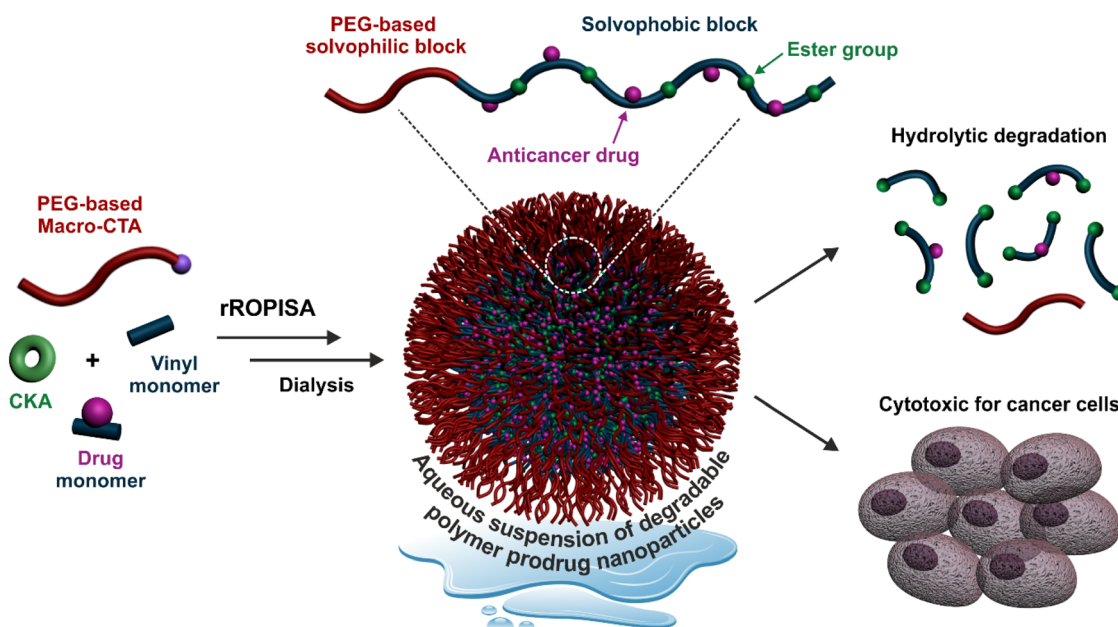 PEG-based
solvophilic block
Solvophobic block
Ester group
Anticancer drug
PEG-based
Macro-CTA
CKA
+
Vinyl
monomer
Drug
monomer
rROPISA
Dialysis
Aqueous suspension of degradable
polymer prodrug nanoparticles
Hydrolytic degradation
Cytotoxic for cancer cells